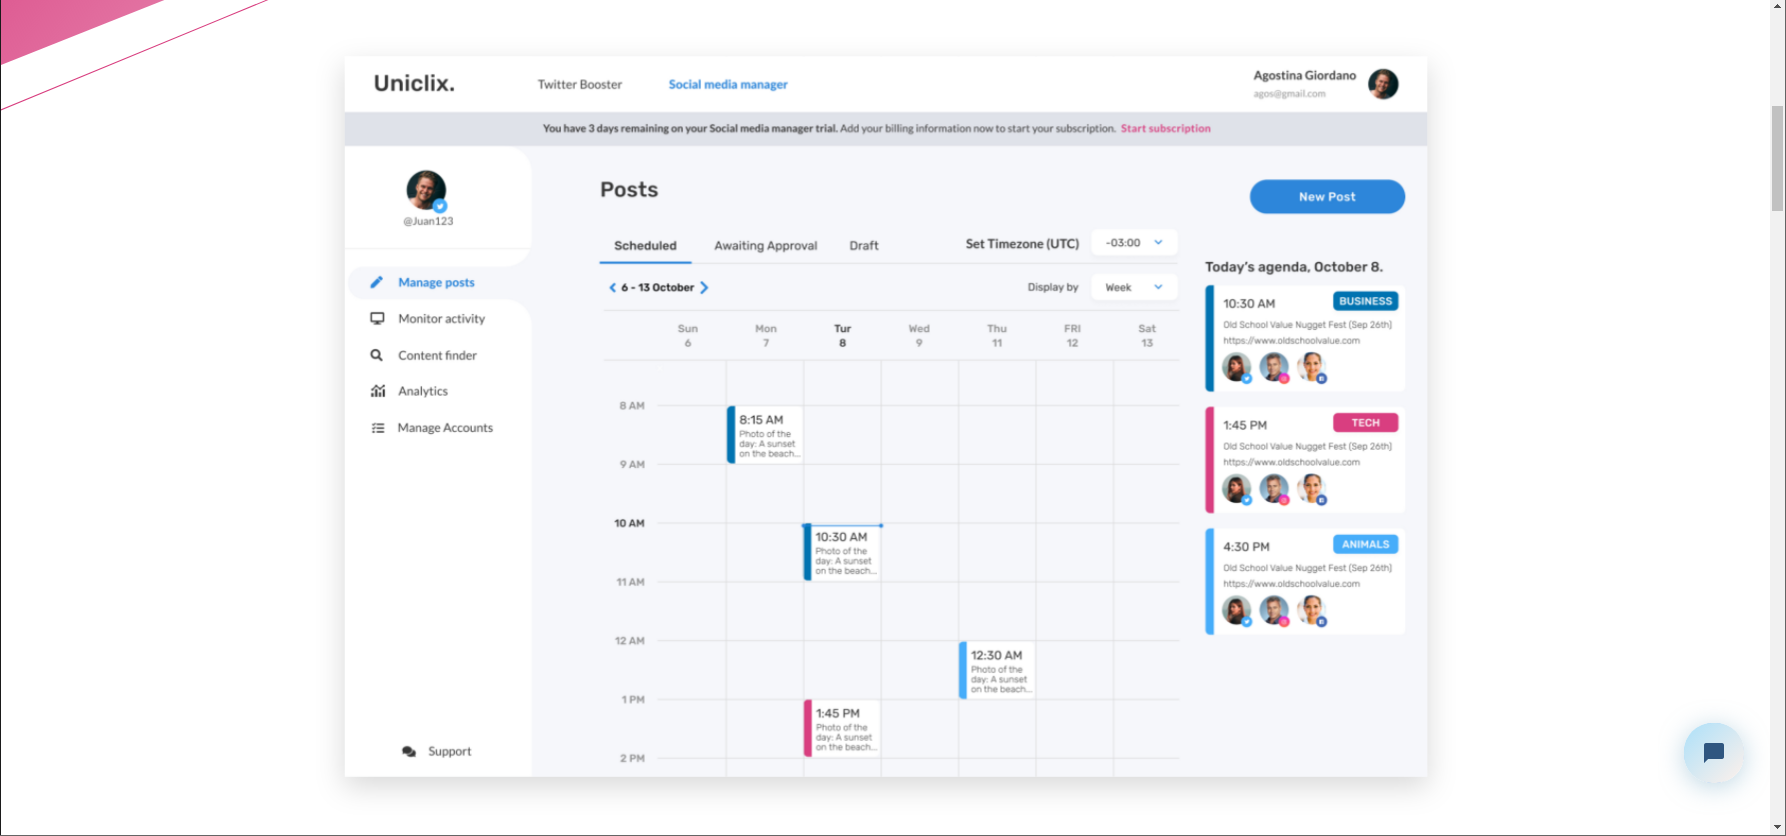 Uniclix.
Twitter Booster
Social media manager
Agostina Giordano
agos@gmail.com
You have 3 days remaining on your Social media manager trial. Add your billing information now to start your subscription. Start subscription
@Juan123
Manage posts
Monitor activity
Content finder
Analytics
Manage Accounts
Support
Posts
New Post
Scheduled
Awaiting Approval
Draft
Set Timezone (UTC)
-03:00
6 - 13 October
Display by
Week
Sun
6
Mon
7
Tur
8
Wed
9
Thu
11
FRI
12
Sat
13
8 AM
9 AM
10 AM
11 AM
12 AM
1 PM
2 PM
8:15 AM
Photo of the
day: A sunset
on the beach...
10:30 AM
Photo of the
day: A sunset
on the beach...
12:30 AM
Photo of the
day: A sunset
on the beach...
1:45 PM
Photo of the
day: A sunset
on the beach...
Today's agenda, October 8.
10:30 AM
BUSINESS
Old School Value Nugget Fest (Sep 26th)
https://www.oldschoolvalue.com
1:45 PM
TECH
Old School Value Nugget Fest (Sep 26th)
https://www.oldschoolvalue.com
4:30 PM
ANIMALS
Old School Value Nugget Fest (Sep 26th)
https://www.oldschoolvalue.com